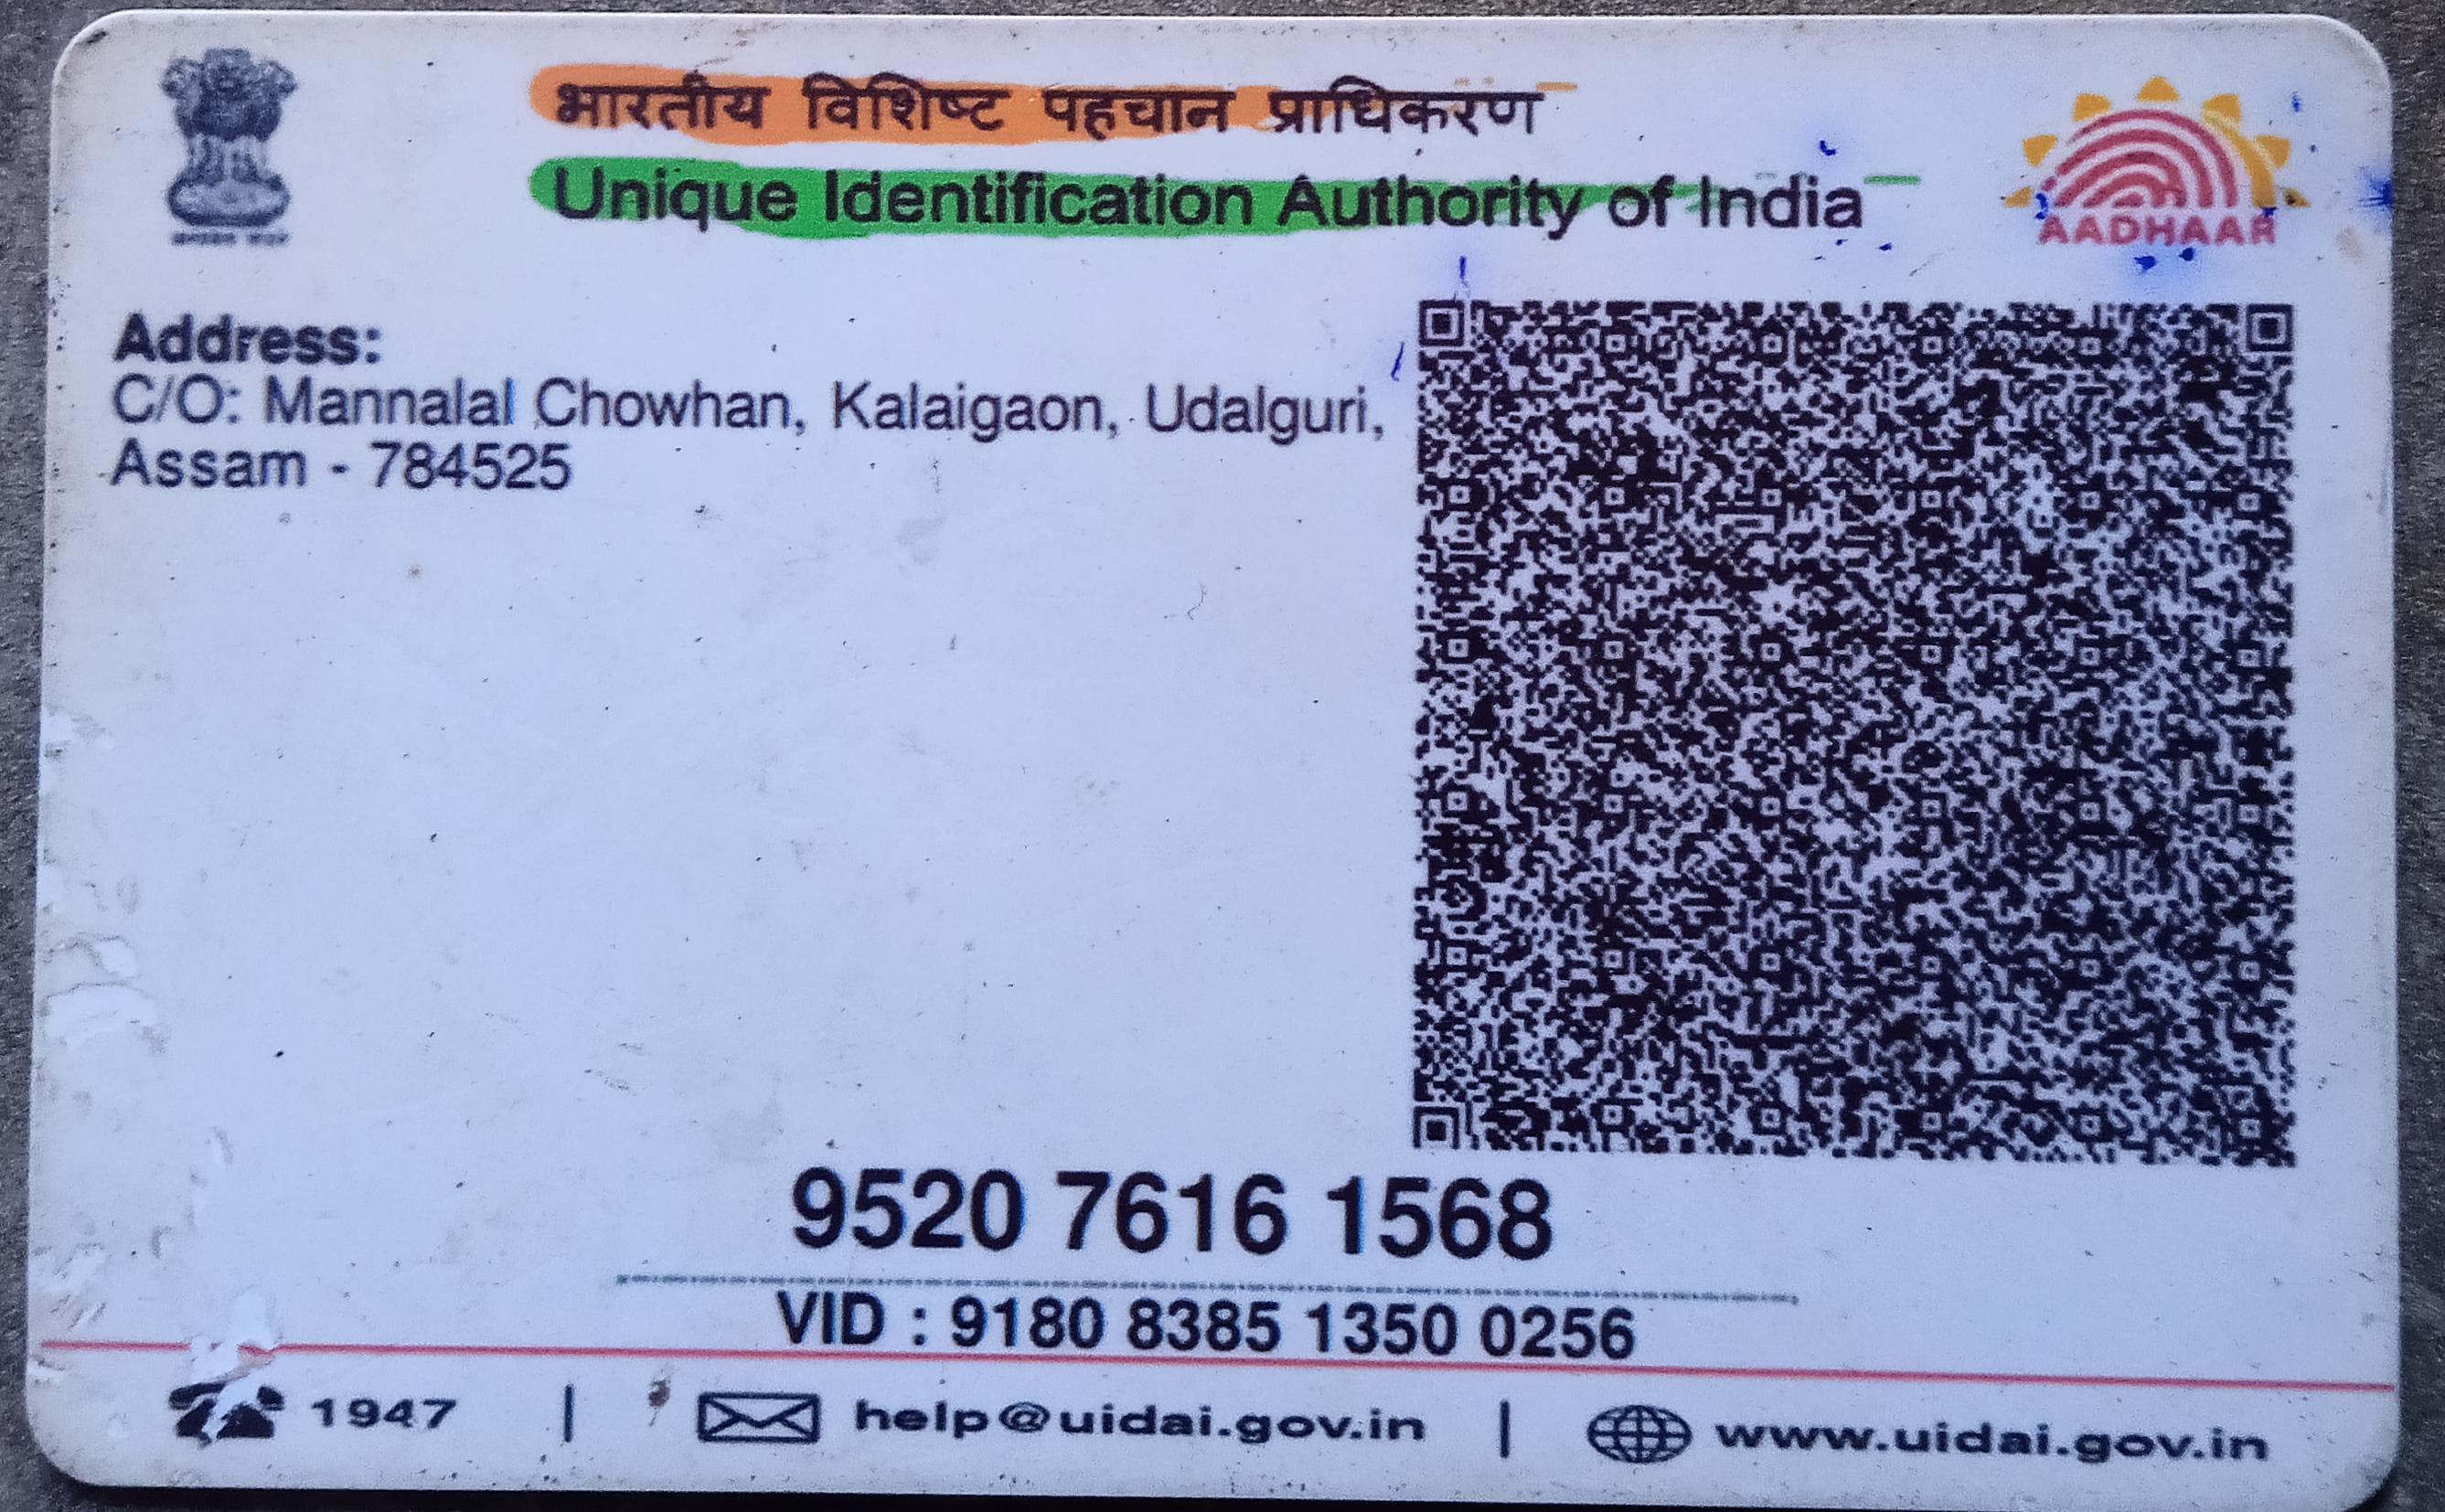 भारतीय विशिष्ट पहचान प्राधिकरण
Unique Identification Authority of India
AADHAAR
Address:
C/O: Mannalal Chowhan, Kalaigaon, Udalguri,
Assam - 784525
9520 7616 1568
VID : 9180 8385 1350 0256
1947 | help@uidai.gov.in | www.uidai.gov.in